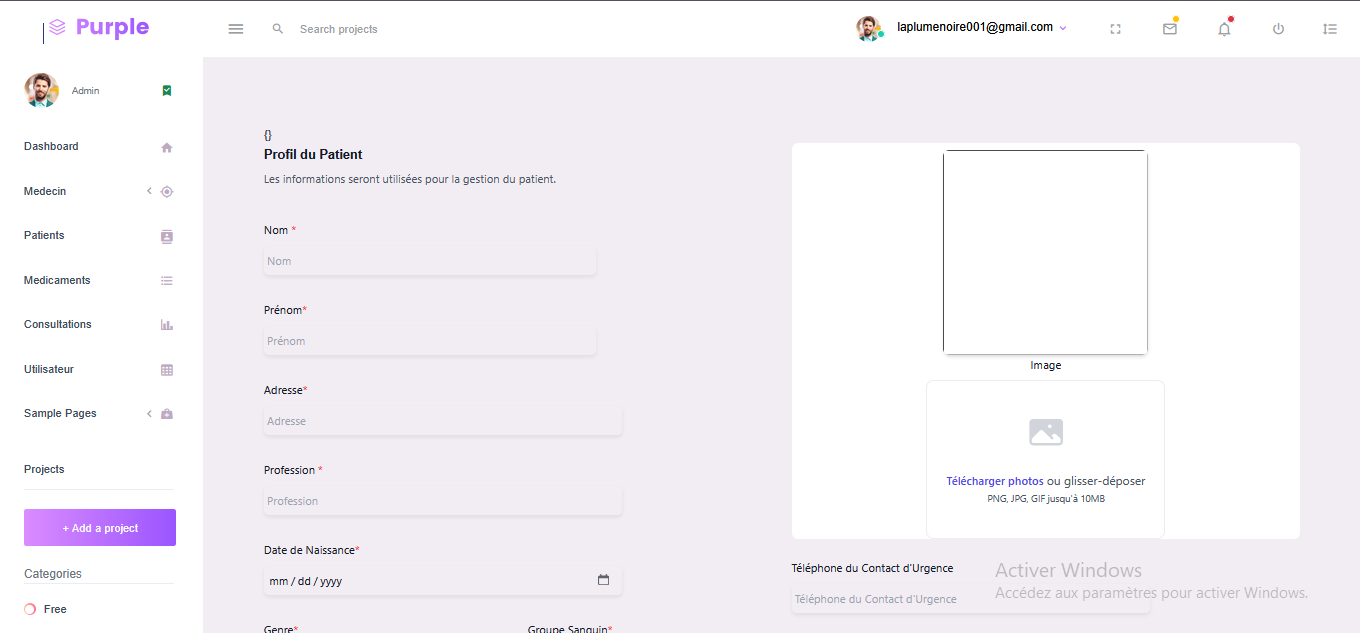 Purple
Search projects
laplumenoire001@gmail.com
Admin
Dashboard
Medecin
Patients
Medicaments
Consultations
Utilisateur
Sample Pages
Projects
+ Add a project
Categories
Free
{}
Profil du Patient
Les informations seront utilisées pour la gestion du patient.
Nom *
Nom
Prénom*
Prénom
Adresse*
Adresse
Profession *
Profession
Date de Naissance*
mm / dd / yyyy
Genre*
Groupe Sanguin*
Image
Télécharger photos ou glisser-déposer
PNG, JPG, GIF jusqu'à 10MB
Téléphone du Contact d'Urgence
Téléphone du Contact d'Urgence
Activer Windows
Accédez aux paramètres pour activer Windows.